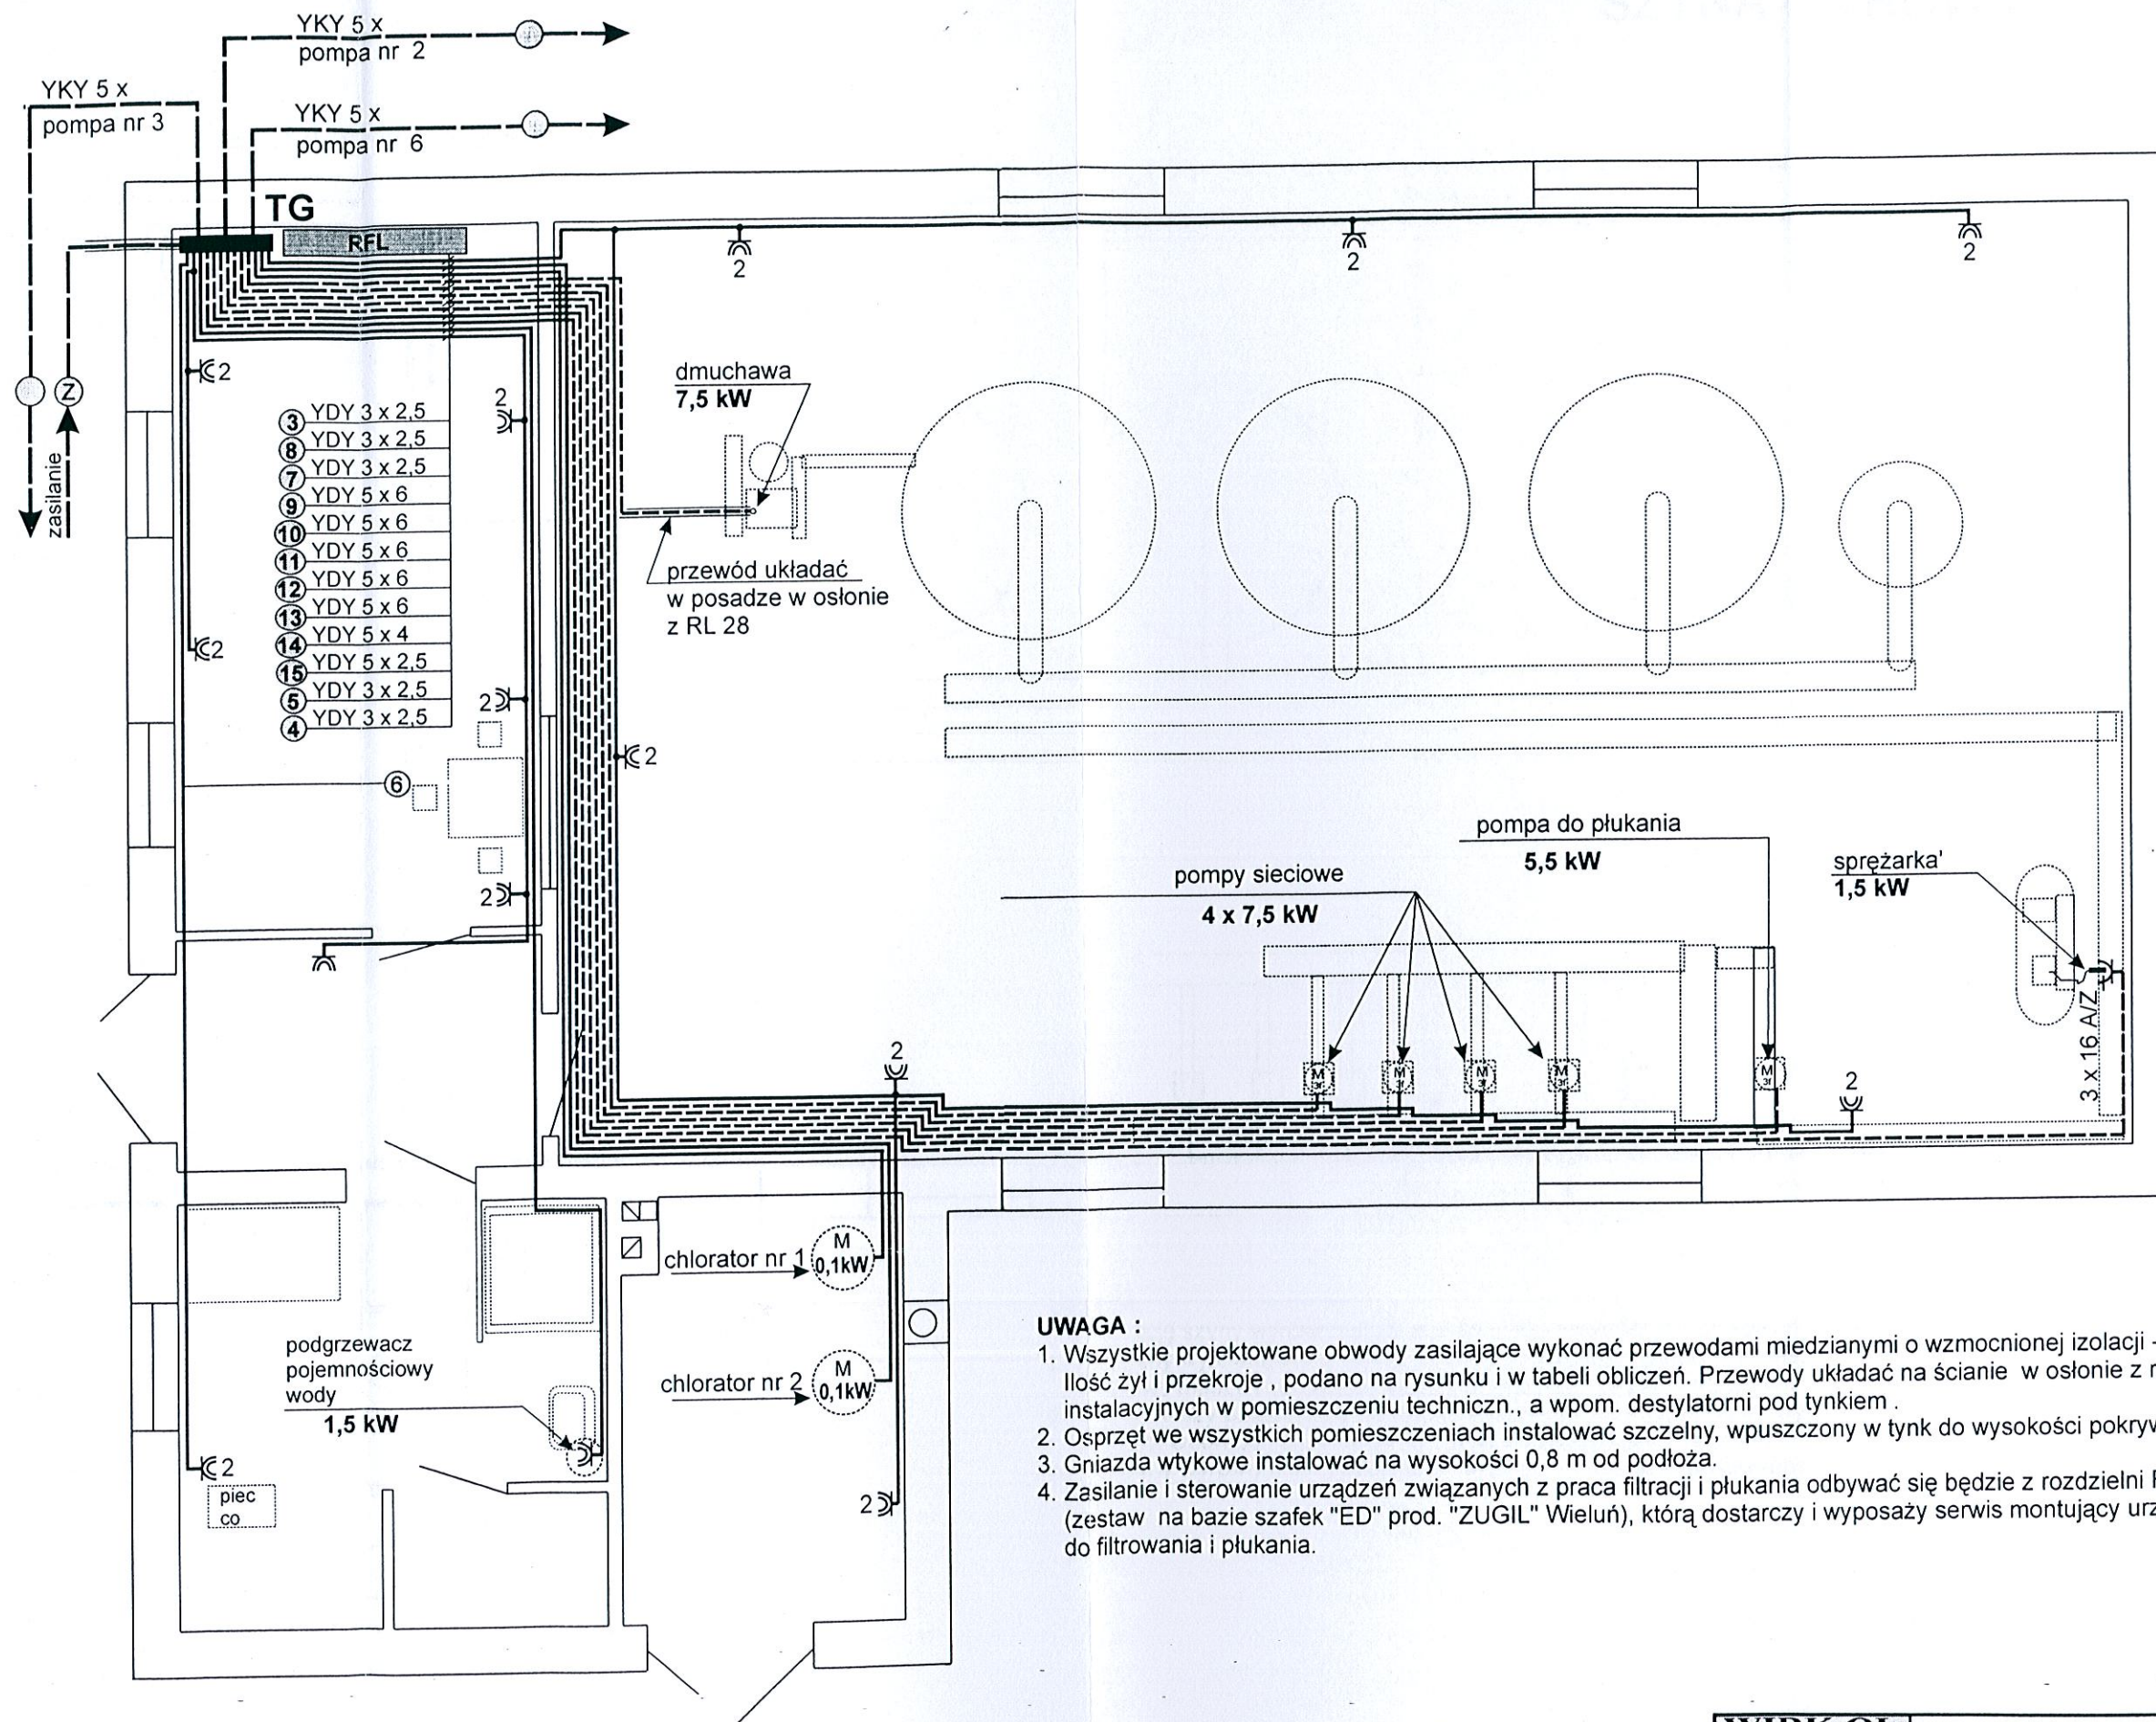 YKY 5 x
pompa nr 2
YKY 5 x
pompa nr 3
YKY 5 x
pompa nr 6
TG
RFL
2
2
2
2
2
Z
zasilanie
dmuchawa
7,5 kW
3 YDY 3 x 2,5
8 YDY 3 x 2,5
7 YDY 3 x 2,5
9 YDY 5 x 6
10 YDY 5 x 6
11 YDY 5 x 6
12 YDY 5 x 6
13 YDY 5 x 6
14 YDY 5 x 4
15 YDY 5 x 2,5
5 YDY 3 x 2,5
4 YDY 3 x 2,5
przewód układać
w posadze w osłonie
z RL 28
2
2
2
6
2
pompa do płukania
5,5 kW
sprężarka'
1,5 kW
pompy sieciowe
4 x 7,5 kW
3 x 16 A/Z
2
M
3f
M
3f
M
3f
M
3f
M
3f
2
chlorator nr 1
M
0,1kW
chlorator nr 2
M
0,1kW
podgrzewacz
pojemnościowy
wody
1,5 kW
2
piec
co
2
UWAGA :
1. Wszystkie projektowane obwody zasilające wykonać przewodami miedzianymi o wzmocnionej izolacji -
Ilość żył i przekroje , podano na rysunku i w tabeli obliczeń. Przewody układać na ścianie w osłonie z
instalacyjnych w pomieszczeniu techniczn., a wpom. destylatorni pod tynkiem .
2. Osprzęt we wszystkich pomieszczeniach instalować szczelny, wpuszczony w tynk do wysokości
3. Gniazda wtykowe instalować na wysokości 0,8 m od podłoża.
4. Zasilanie i sterowanie urządzeń związanych z praca filtracji i płukania odbywać się będzie z rozdzielni
(zestaw na bazie szafek "ED" prod. "ZUGIL" Wieluń), którą dostarczy i wyposaży serwis montujący
do filtrowania i płukania.